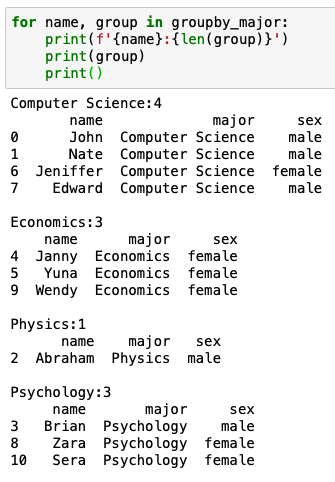 for name, group in groupby_major:
    print(f'{name}:{len(group)}')
    print(group)
    print()
Computer Science:4
       name             major     sex
0      John  Computer Science    male
1      Nate  Computer Science    male
6  Jeniffer  Computer Science  female
7    Edward  Computer Science    male
Economics:3
    name      major     sex
4  Janny  Economics  female
5   Yuna  Economics  female
9  Wendy  Economics  female
Physics:1
      name    major   sex
2  Abraham  Physics  male
Psychology:3
     name       major     sex
3   Brian  Psychology    male
8    Zara  Psychology  female
10   Sera  Psychology  female